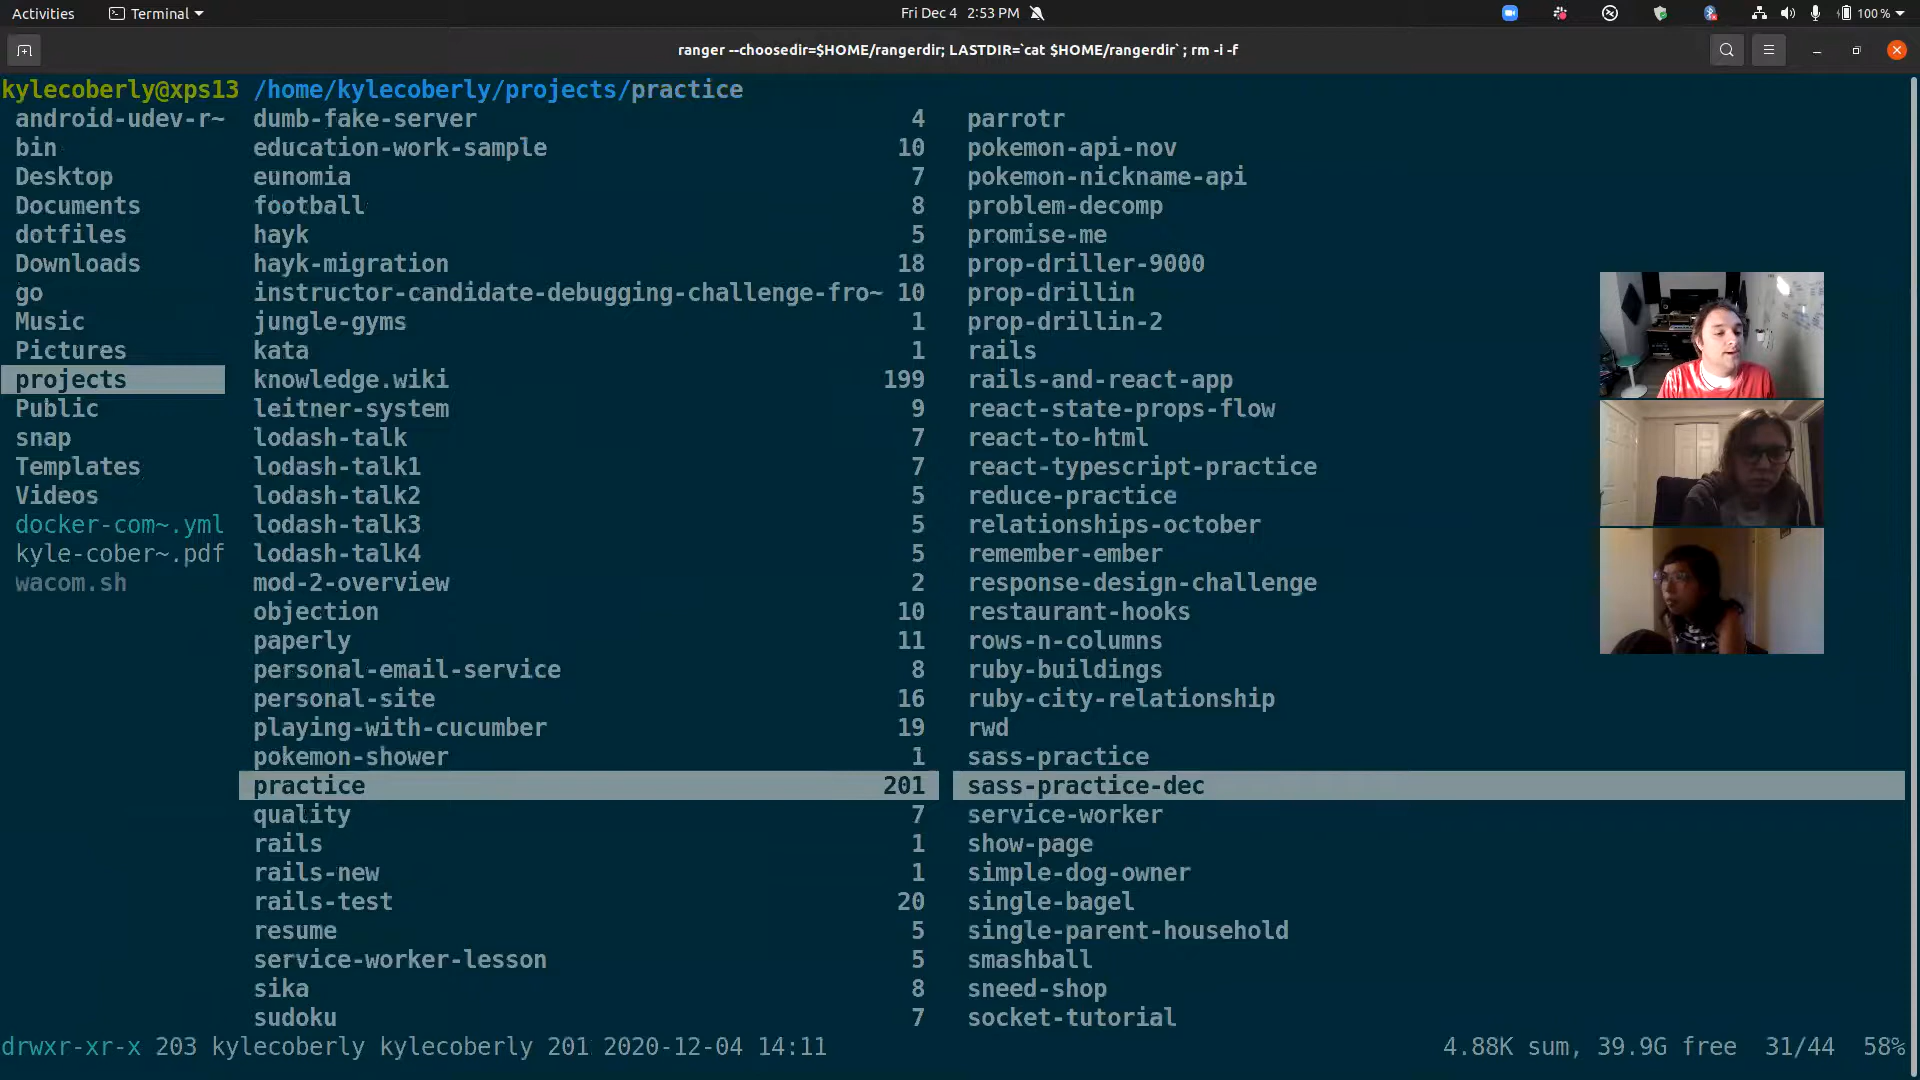 Activities
Terminal
Fri Dec 4 2:53 PM
100 %
ranger --choosedir=$HOME/rangerdir; LASTDIR=`cat $HOME/rangerdir`; rm -i -f
kylecoberly@xps13 /home/kylecoberly/projects/practice
android-udev-r~ dumb-fake-server 4 parrotr
bin education-work-sample 10 pokemon-api-nov
Desktop eunomia 7 pokemon-nickname-api
Documents football 8 problem-decomp
dotfiles hayk 5 promise-me
Downloads hayk-migration 18 prop-driller-9000
go instructor-candidate-debugging-challenge-fro~ 10 prop-drillin
Music jungle-gyms 1 prop-drillin-2
Pictures kata 1 rails
projects knowledge.wiki 199 rails-and-react-app
Public leitner-system 9 react-state-props-flow
snap lodash-talk 7 react-to-html
Templates lodash-talk1 7 react-typescript-practice
Videos lodash-talk2 5 reduce-practice
docker-com~.yml lodash-talk3 5 relationships-october
kyle-cober~.pdf lodash-talk4 5 remember-ember
wacom.sh mod-2-overview 2 response-design-challenge
objection 10 restaurant-hooks
paperly 11 rows-n-columns
personal-email-service 8 ruby-buildings
personal-site 16 ruby-city-relationship
playing-with-cucumber 19 rwd
pokemon-shower 1 sass-practice
practice 201 sass-practice-dec
quality 7 service-worker
rails 1 show-page
rails-new 1 simple-dog-owner
rails-test 20 single-bagel
resume 5 single-parent-household
service-worker-lesson 5 smashball
sika 8 sneed-shop
sudoku 7 socket-tutorial
drwxr-xr-x 203 kylecoberly kylecoberly 201 2020-12-04 14:11 4.88K sum, 39.9G free 31/44 58%